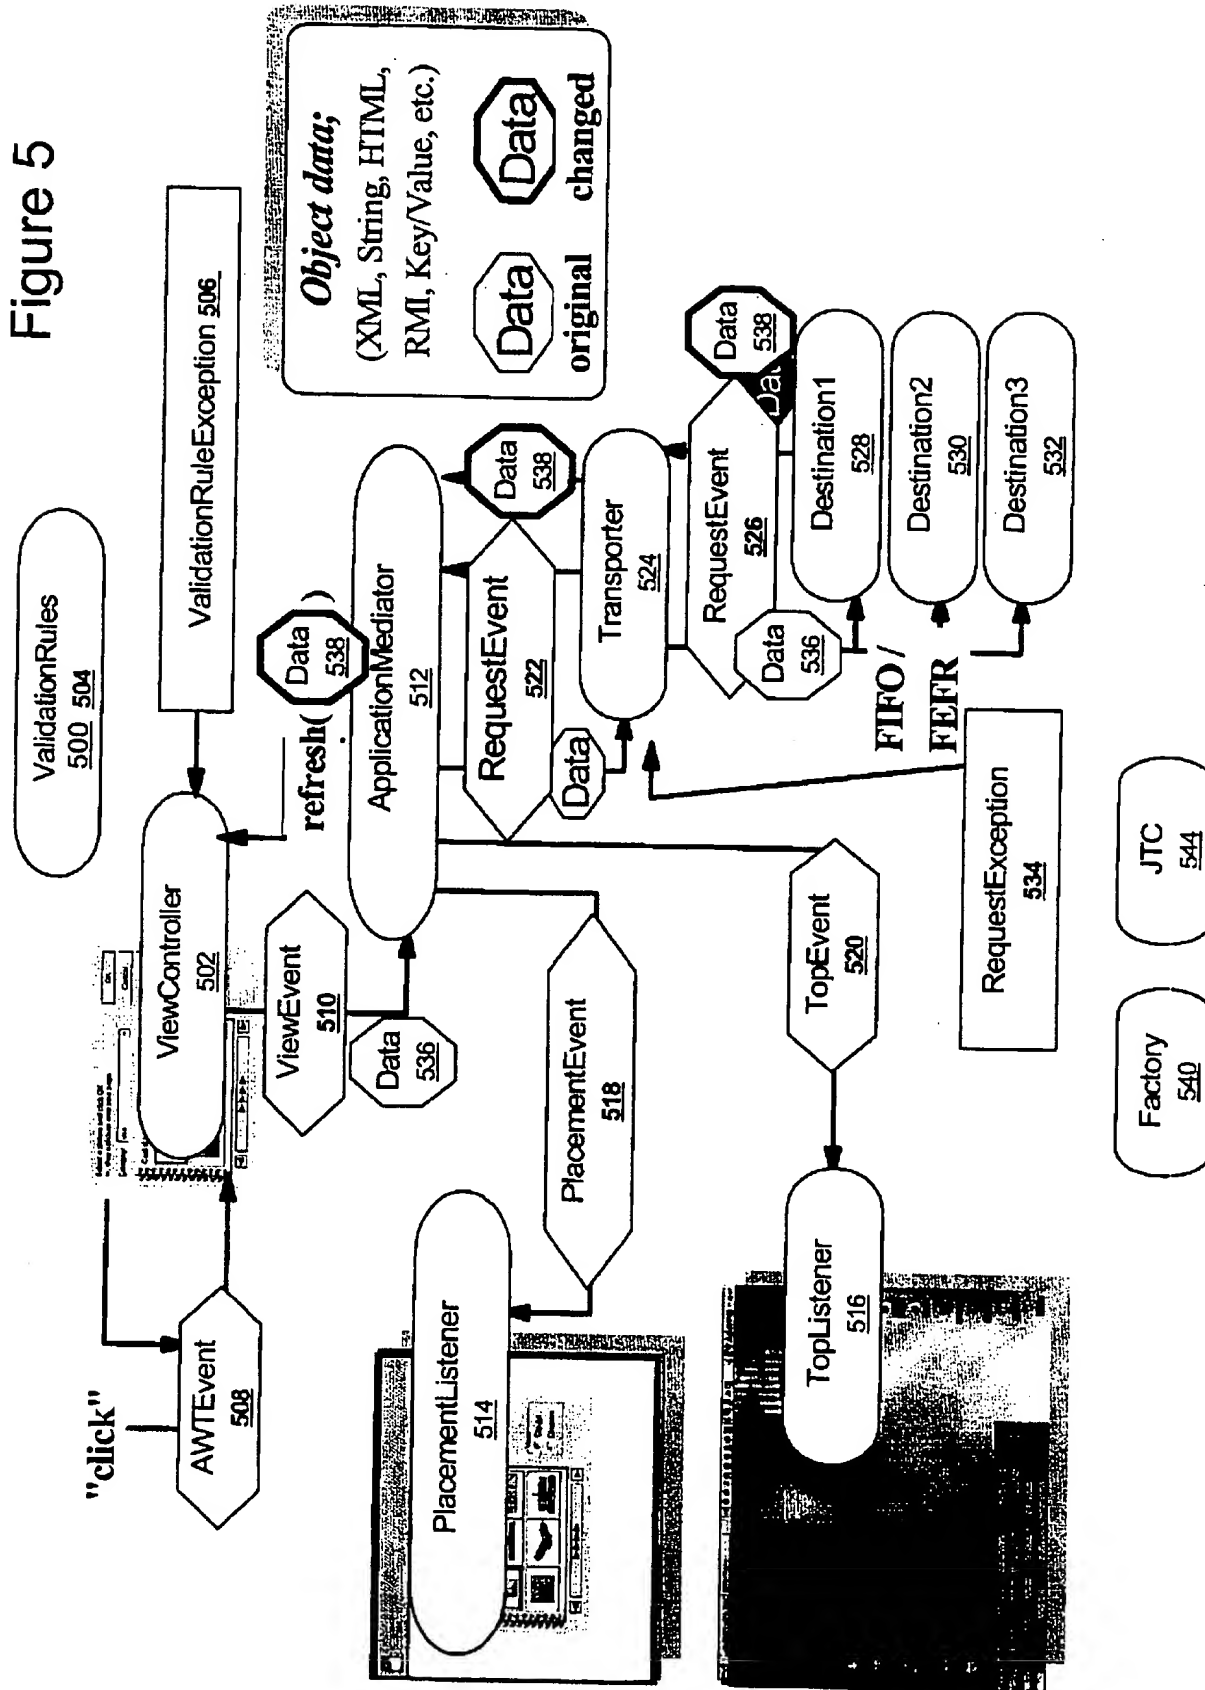 Figure 5
"click"
AWTEvent
508
ViewController
502
ValidationRules
500 504
ValidationRuleException 506
ViewEvent
510
Data
536
refresh(
Data
538
)
ApplicationMediator
512
Object data;
(XML, String, HTML,
RMI, Key/Value, etc.)
Data
original
Data
changed
PlacementListener
514
PlacementEvent
518
RequestEvent
522
Data
Data
538
Transporter
524
TopListener
516
TopEvent
520
RequestEvent
526
Data
536
Data
538
Dat
FIFO /
FEFR
Destination1
528
Destination2
530
Destination3
532
RequestException
534
Factory
540
JTC
544